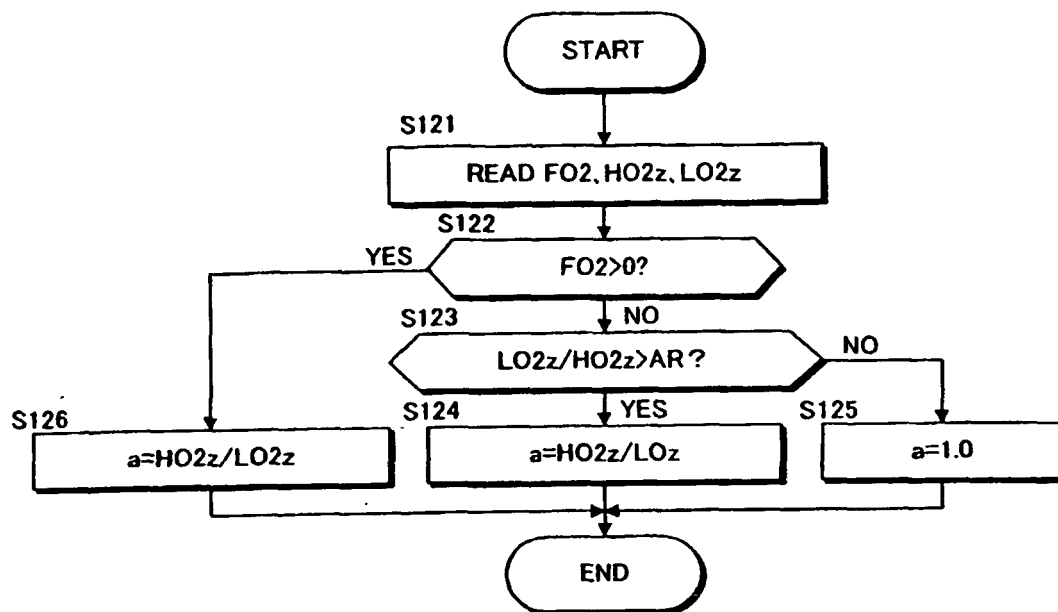 START
S121
READ FO2、HO2z、LO2z
S122
YES
FO2>0?
NO
S123
LO2z/HO2z>AR?
NO
YES
S126
a=HO2z/LO2z
S124
a=HO2z/LOz
S125
a=1.0
END